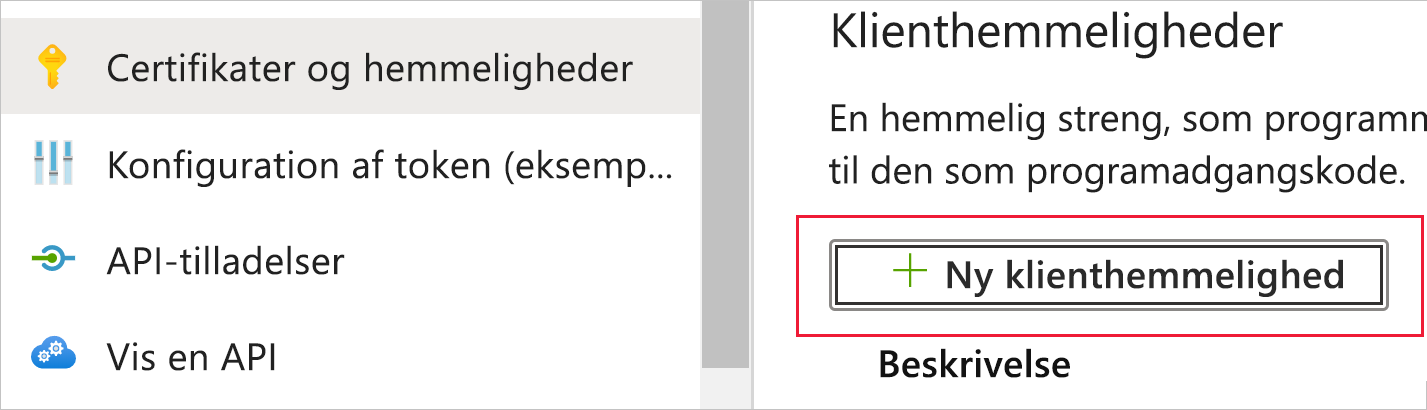 Certifikater og hemmeligheder
Konfiguration af token (eksemp...
API-tilladelser
Vis en API
Klienthemmeligheder
En hemmelig streng, som
til den som programadgangskode.
Ny klienthemmelighed
Beskrivelse